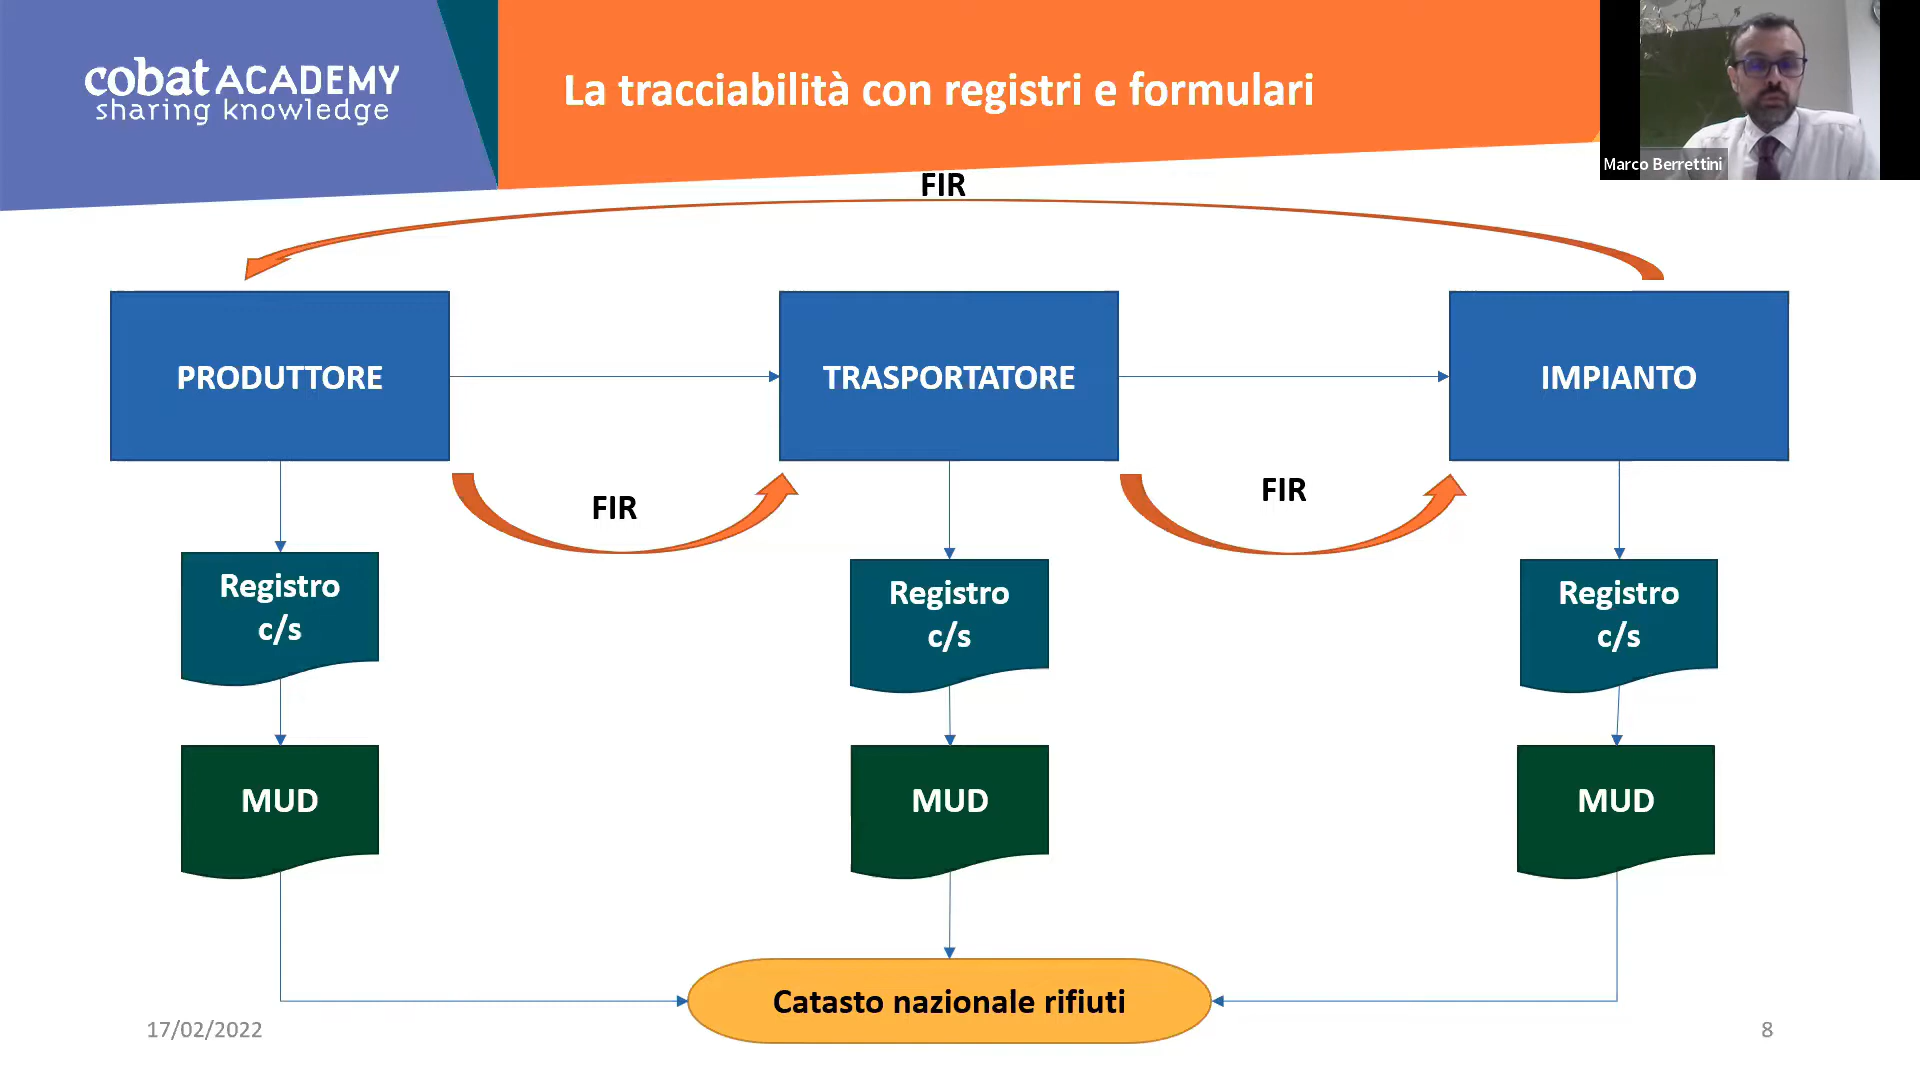 cobat ACADEMY
sharing knowledge
La tracciabilità con registri e formulari
Marco Berrettini
FIR
PRODUTTORE
TRASPORTATORE
IMPIANTO
FIR
FIR
Registro
c/s
Registro
c/s
Registro
c/s
MUD
MUD
MUD
Catasto nazionale rifiuti
17/02/2022
8